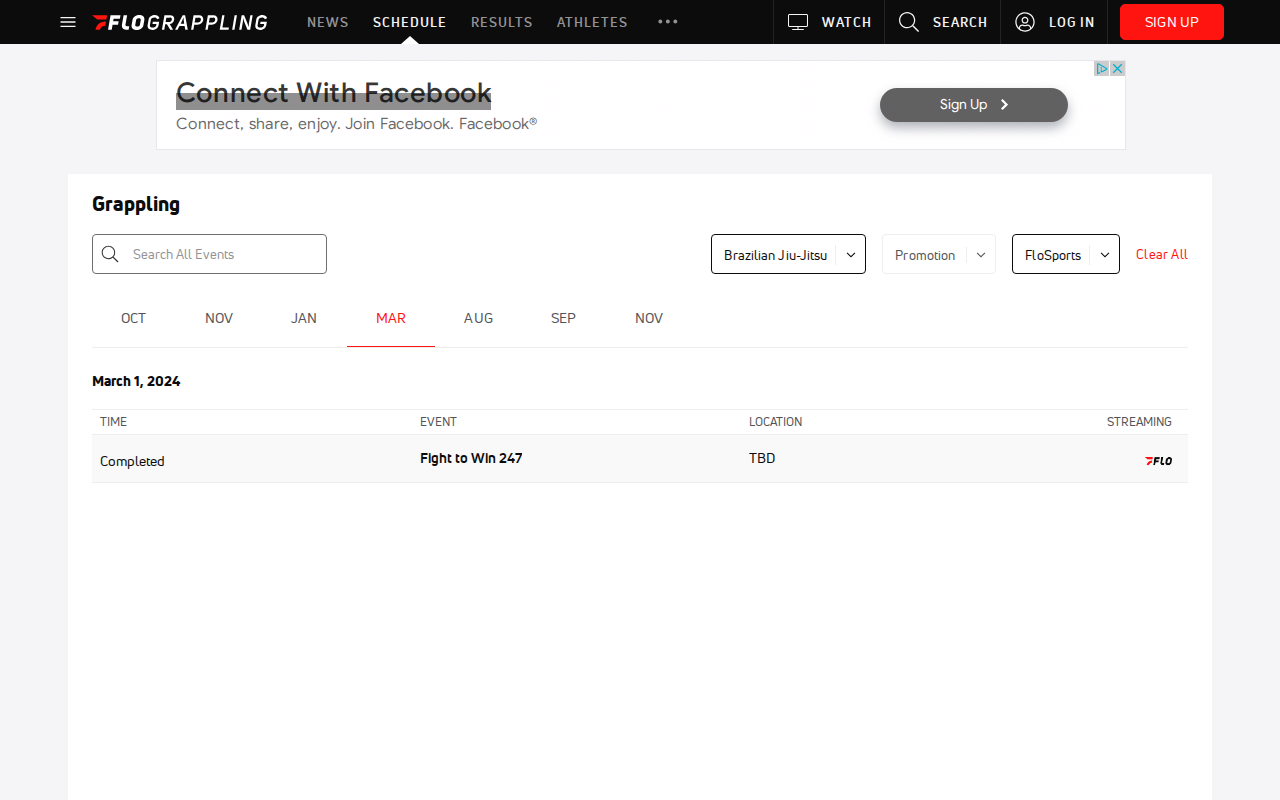 FLOGRAPPLING NEWS SCHEDULE RESULTS ATHLETES WATCH SEARCH LOG IN SIGN UP
Connect With Facebook
Connect, share, enjoy. Join Facebook. Facebook®
Sign Up
Grappling
Search All Events Brazilian Jiu-Jitsu Promotion FloSports Clear All
OCT NOV JAN MAR AUG SEP NOV
March 1, 2024
TIME EVENT LOCATION STREAMING
Completed Fight to Win 247 TBD FLO